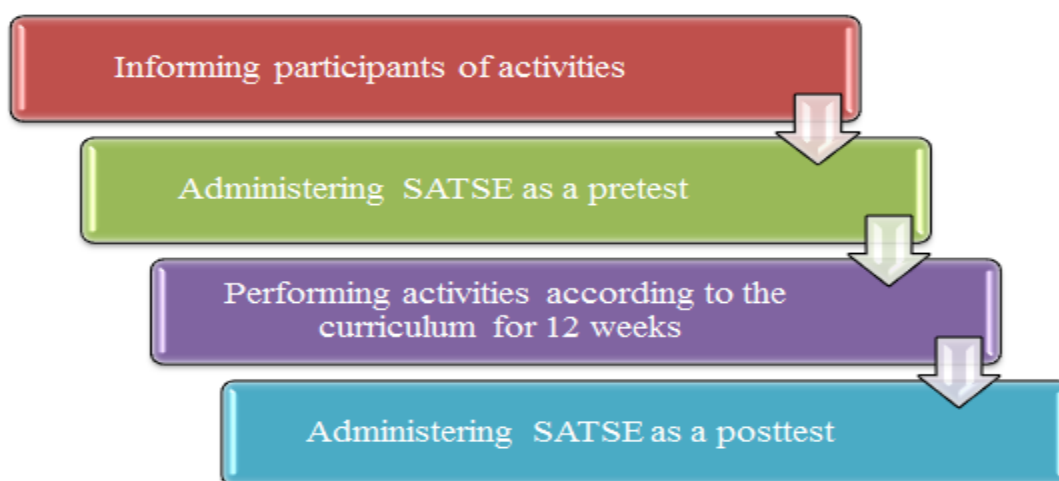 Informing participants of activities
Administering SATSE as a pretest
Performing activities according to the
curriculum for 12 weeks
Administering SATSE as a posttest